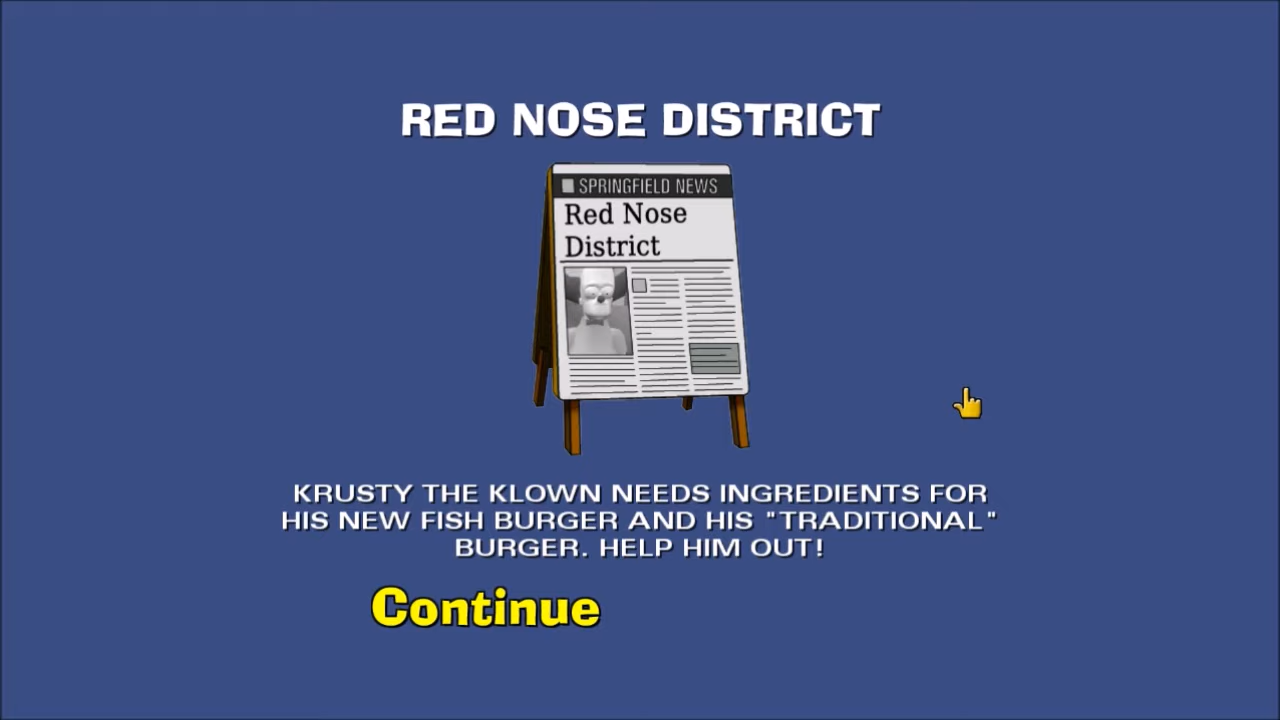 RED NOSE DISTRICT
SPRINGFIELD NEWS
Red Nose
District
KRUSTY THE KLOWN NEEDS INGREDIENTS FOR
HIS NEW FISH BURGER AND HIS "TRADITIONAL"
BURGER. HELP HIM OUT!
Continue